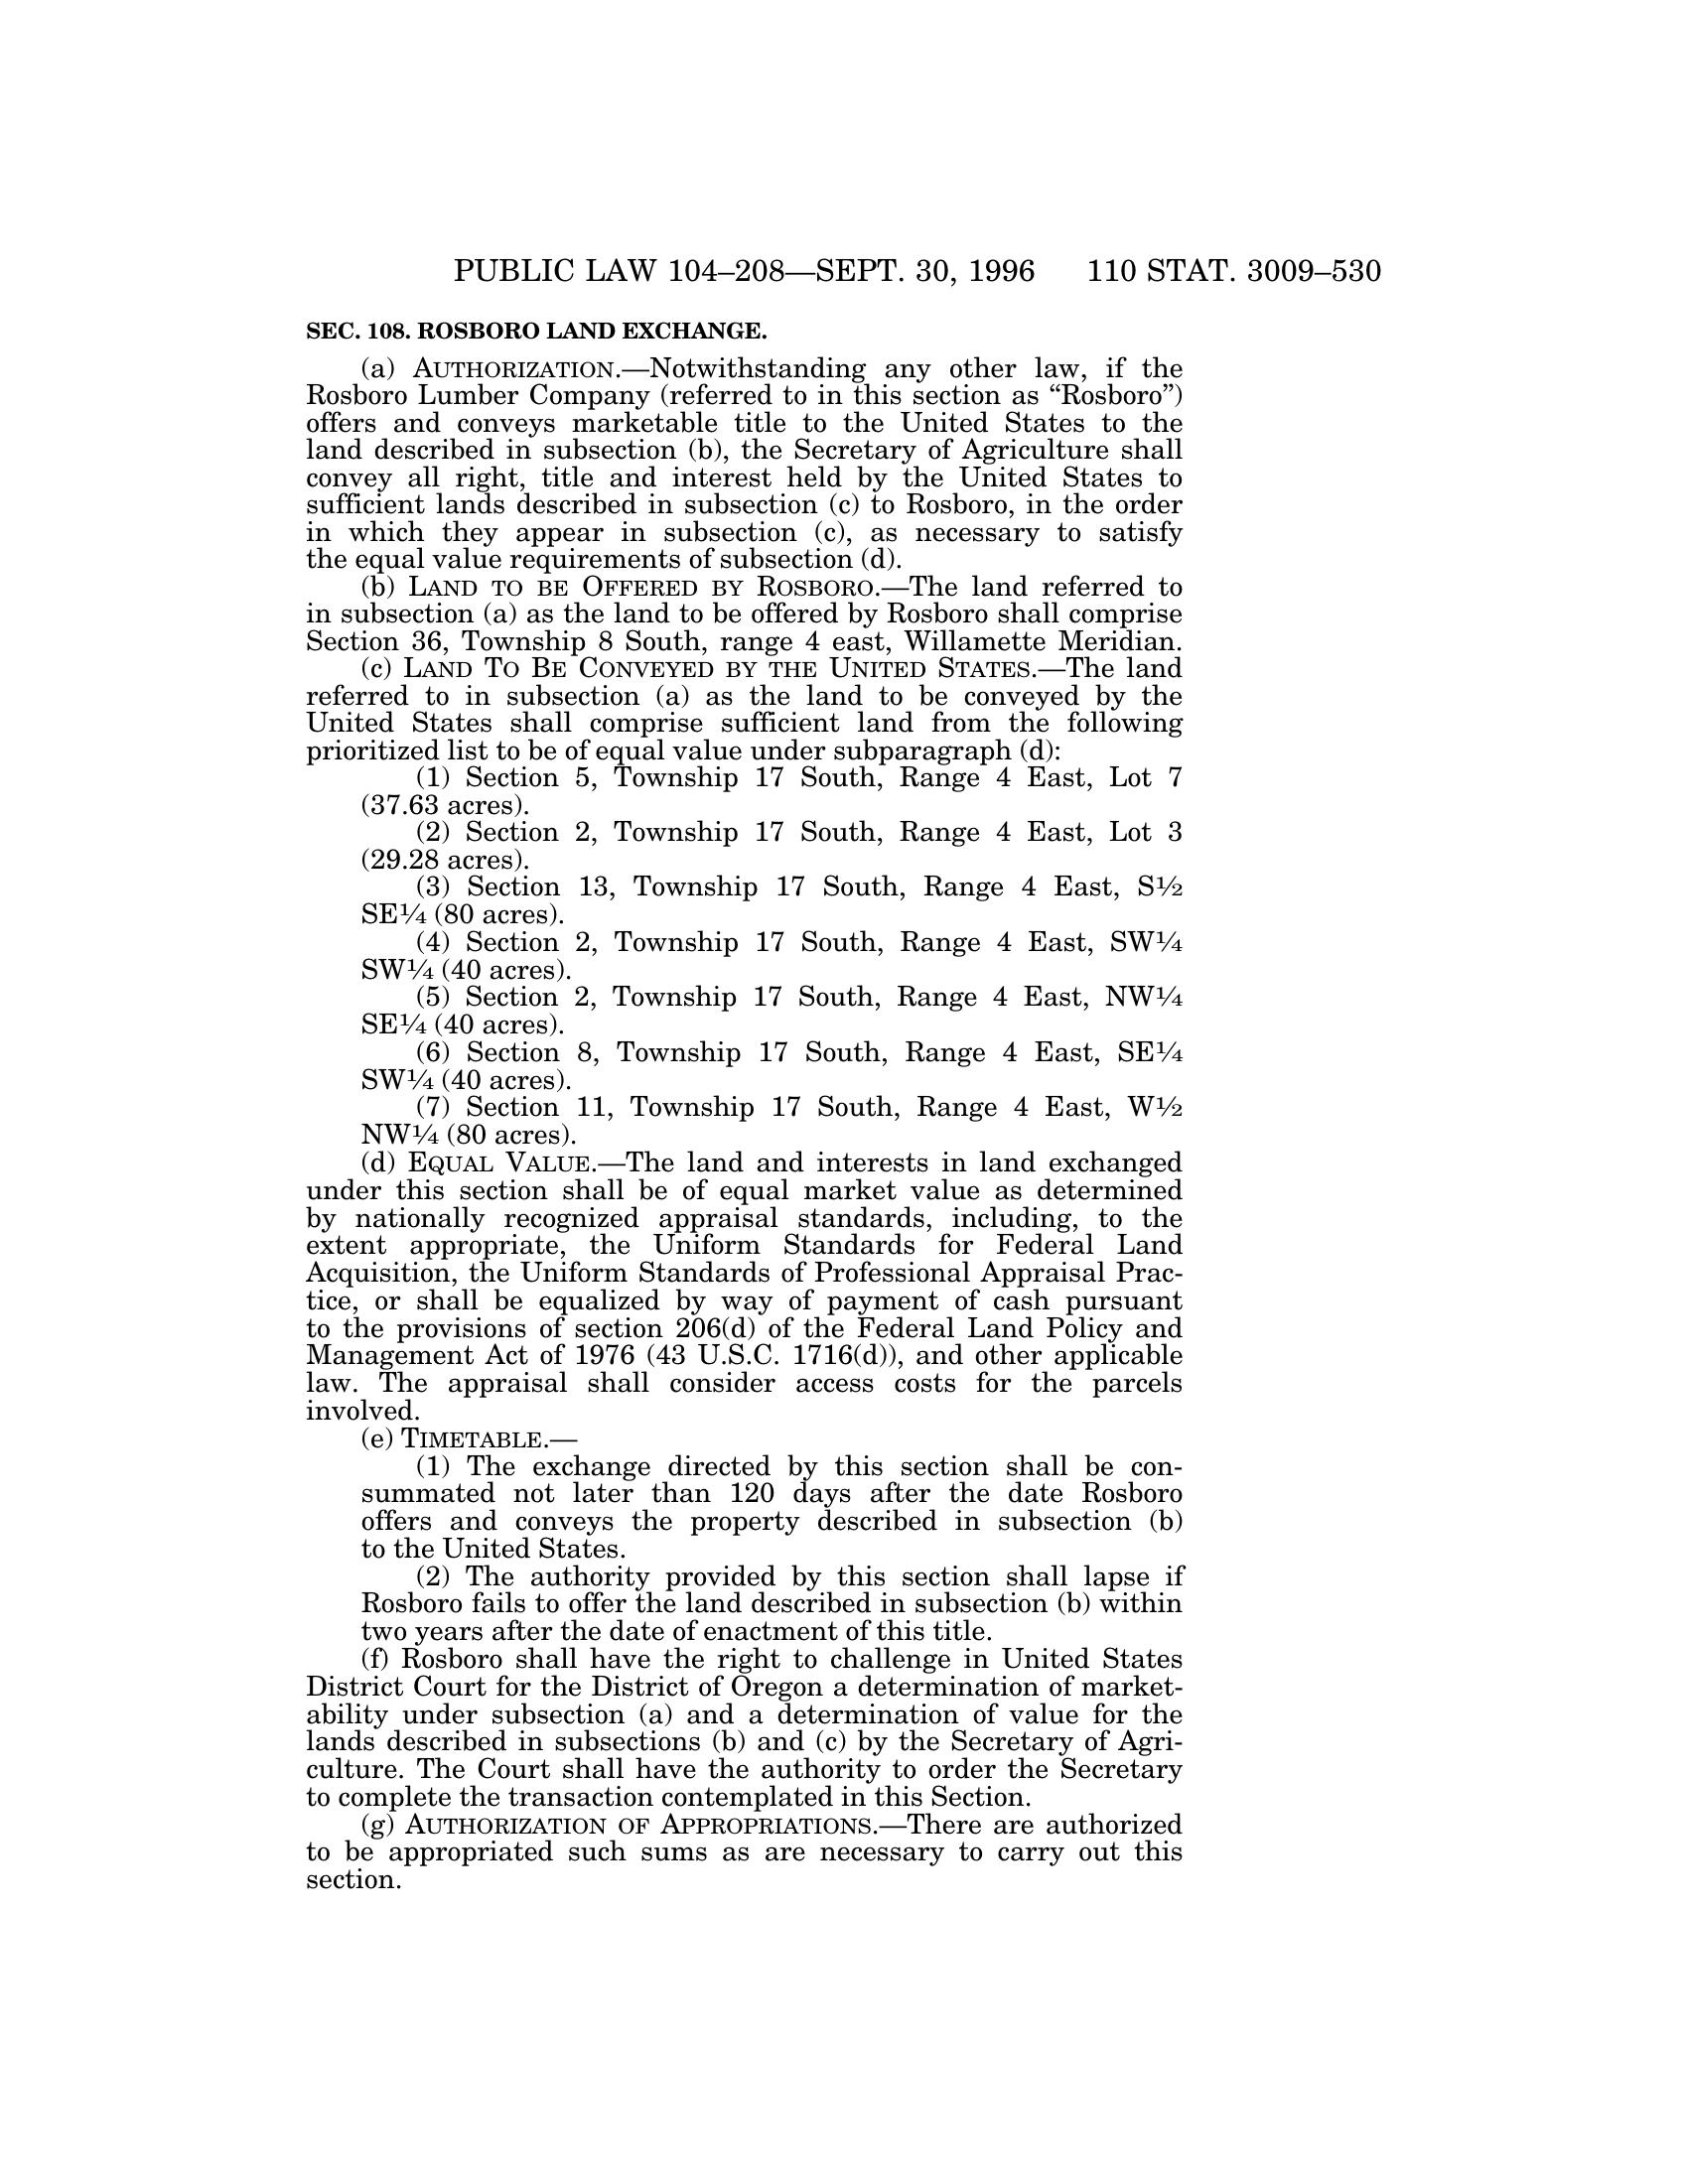 PUBLIC LAW 104–208—SEPT. 30, 1996 110 STAT. 3009–530
SEC. 108. ROSBORO LAND EXCHANGE.
(a) AUTHORIZATION.—Notwithstanding any other law, if the
Rosboro Lumber Company (referred to in this section as “Rosboro”)
offers and conveys marketable title to the United States to the
land described in subsection (b), the Secretary of Agriculture shall
convey all right, title and interest held by the United States to
sufficient lands described in subsection (c) to Rosboro, in the order
in which they appear in subsection (c), as necessary to satisfy
the equal value requirements of subsection (d).
(b) LAND TO BE OFFERED BY ROSBORO.—The land referred to
in subsection (a) as the land to be offered by Rosboro shall comprise
Section 36, Township 8 South, range 4 east, Willamette Meridian.
(c) LAND TO BE CONVEYED BY THE UNITED STATES.—The land
referred to in subsection (a) as the land to be conveyed by the
United States shall comprise sufficient land from the following
prioritized list to be of equal value under subparagraph (d):
(1) Section 5, Township 17 South, Range 4 East, Lot 7
(37.63 acres).
(2) Section 2, Township 17 South, Range 4 East, Lot 3
(29.28 acres).
(3) Section 13, Township 17 South, Range 4 East, S½
SE¼ (80 acres).
(4) Section 2, Township 17 South, Range 4 East, SW¼
SW¼ (40 acres).
(5) Section 2, Township 17 South, Range 4 East, NW¼
SE¼ (40 acres).
(6) Section 8, Township 17 South, Range 4 East, SE¼
SW¼ (40 acres).
(7) Section 11, Township 17 South, Range 4 East, W½
NW¼ (80 acres).
(d) EQUAL VALUE.—The land and interests in land exchanged
under this section shall be of equal market value as determined
by nationally recognized appraisal standards, including, to the
extent appropriate, the Uniform Standards for Federal Land
Acquisition, the Uniform Standards of Professional Appraisal Prac-
tice, or shall be equalized by way of payment of cash pursuant
to the provisions of section 206(d) of the Federal Land Policy and
Management Act of 1976 (43 U.S.C. 1716(d)), and other applicable
law. The appraisal shall consider access costs for the parcels
involved.
(e) TIMETABLE.—
(1) The exchange directed by this section shall be con-
summated not later than 120 days after the date Rosboro
offers and conveys the property described in subsection (b)
to the United States.
(2) The authority provided by this section shall lapse if
Rosboro fails to offer the land described in subsection (b) within
two years after the date of enactment of this title.
(f) Rosboro shall have the right to challenge in United States
District Court for the District of Oregon a determination of market-
ability under subsection (a) and a determination of value for the
lands described in subsections (b) and (c) by the Secretary of Agri-
culture. The Court shall have the authority to order the Secretary
to complete the transaction contemplated in this Section.
(g) AUTHORIZATION OF APPROPRIATIONS.—There are authorized
to be appropriated such sums as are necessary to carry out this
section.